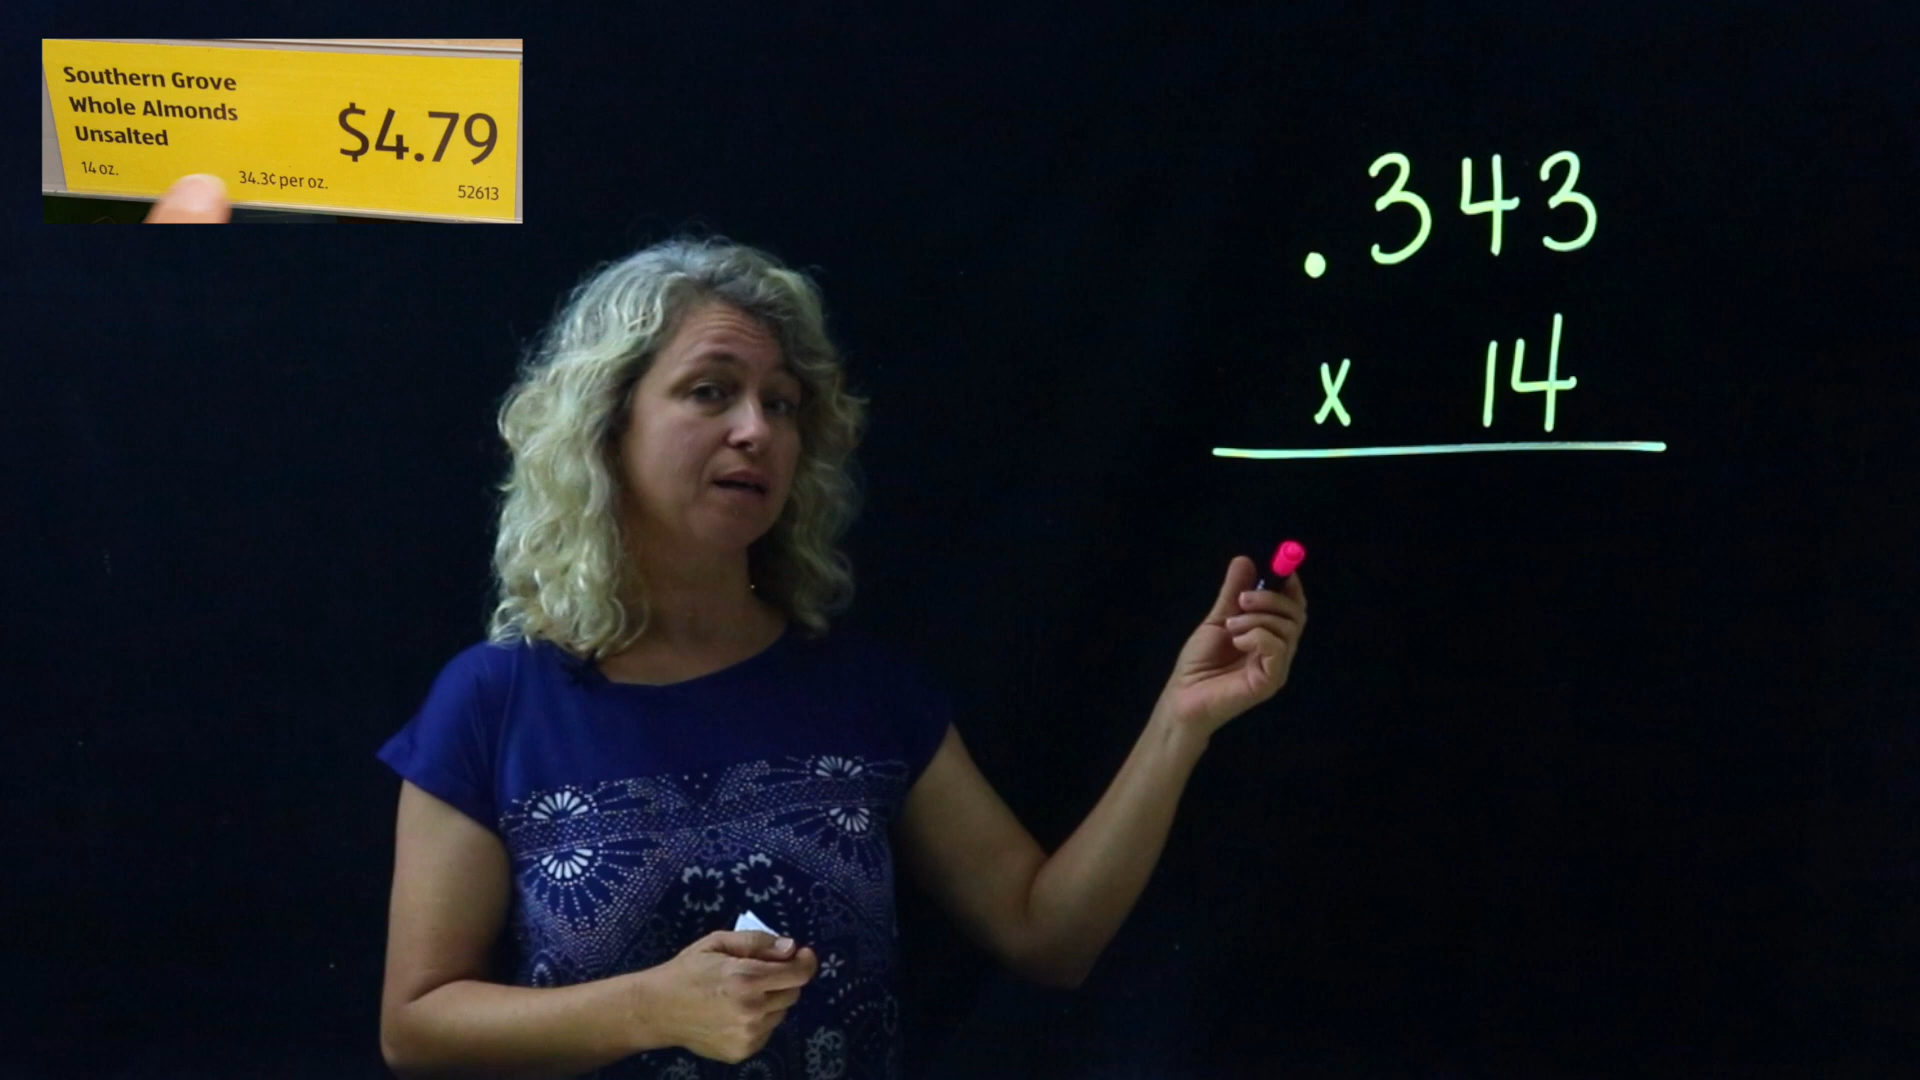 Southern Grove
Whole Almonds
Unsalted
$4.79
14 oz.
34.3¢ per oz.
52613
.343
x 14